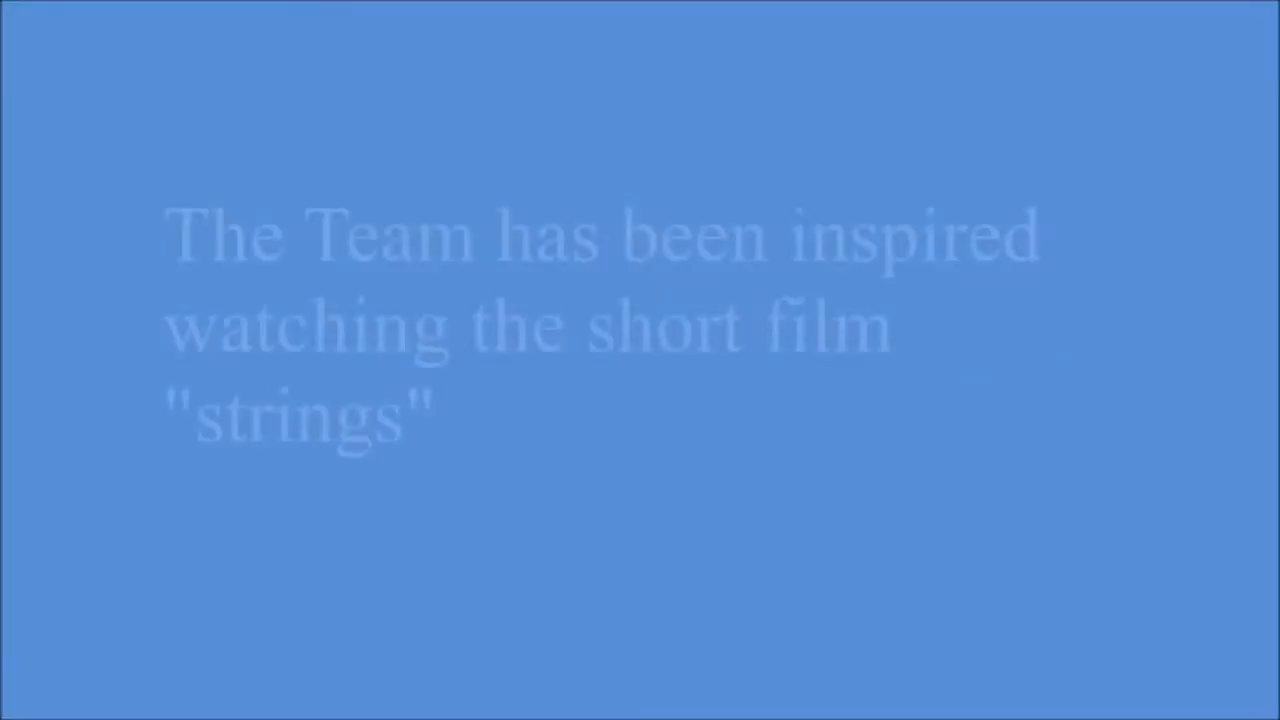 The Team has been inspired
watching the short film
"strings"